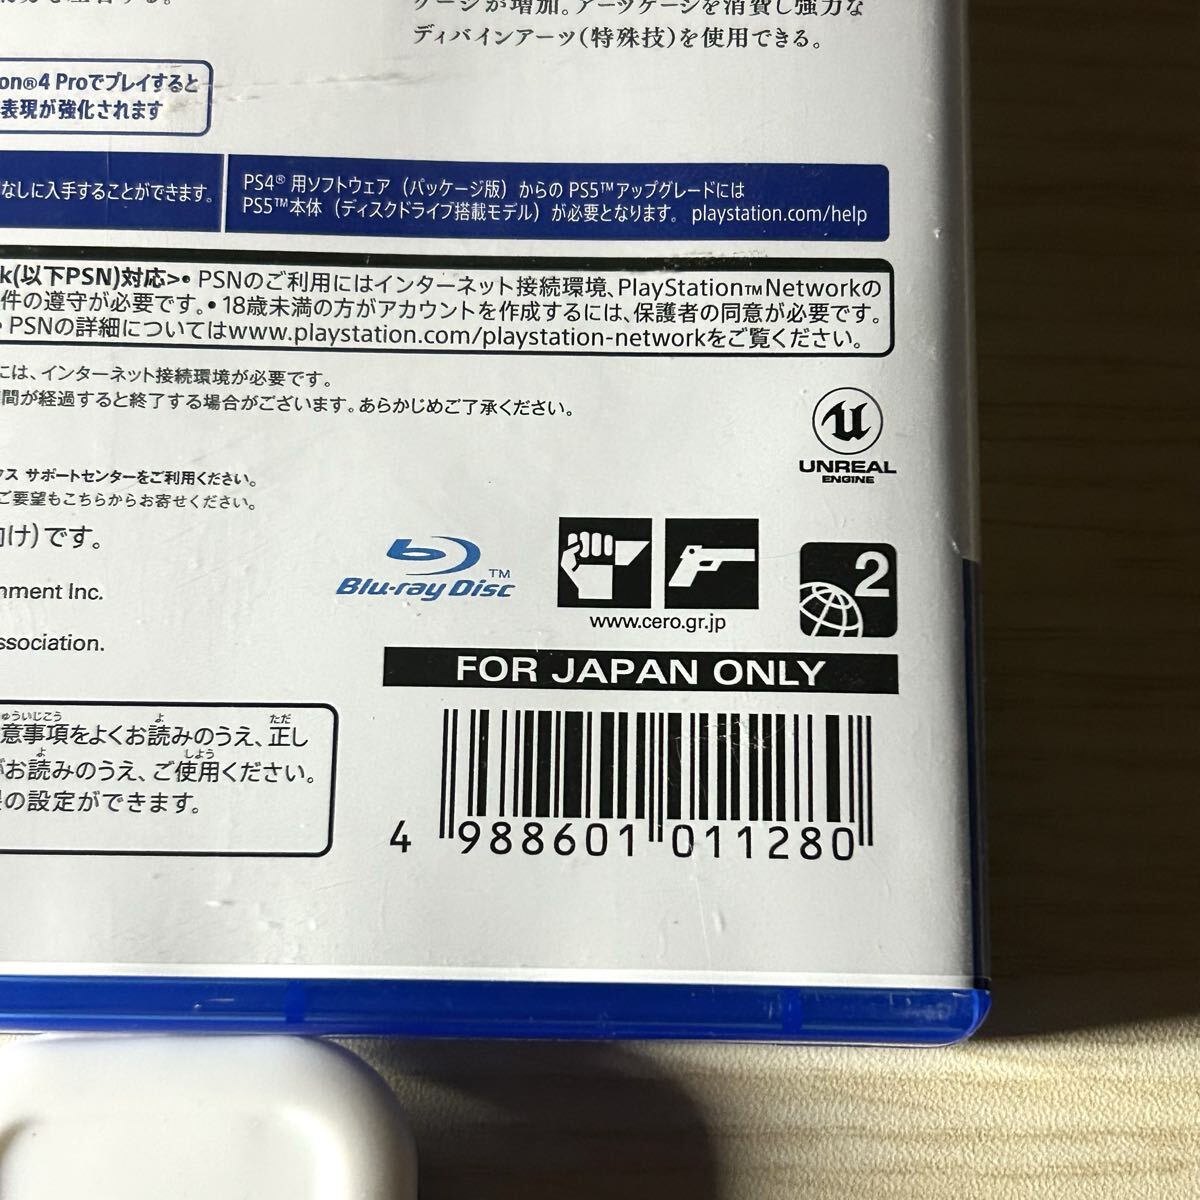 ゲージが増加。アーツゲージを消費し強力な
ディバインアーツ(特殊技)を使用できる。
on®4 Proでプレイすると
表現が強化されます
なしに入手することができます。
PS4® 用ソフトウェア（パッケージ版）からの PS5™アップグレードには
PS5™本体（ディスクドライブ搭載モデル）が必要となります。 playstation.com/help
k(以下PSN)対応>• PSNのご利用にはインターネット接続環境、PlayStation™Networkの
件の遵守が必要です。• 18歳未満の方がアカウントを作成するには、保護者の同意が必要です。
• PSNの詳細についてはwww.playstation.com/playstation-networkをご覧ください。
には、インターネット接続環境が必要です。
間が経過すると終了する場合がございます。あらかじめご了承ください。
UNREAL
ENGINE
クス サポートセンターをご利用ください。
ご要望もこちらからお寄せください。
向け)です。
nment Inc.
ssociation.
Blu-ray Disc™
www.cero.gr.jp
2
FOR JAPAN ONLY
意事項をよくお読みのうえ、正し
がお読みのうえ、ご使用ください。
の設定ができます。
4 988601 011280